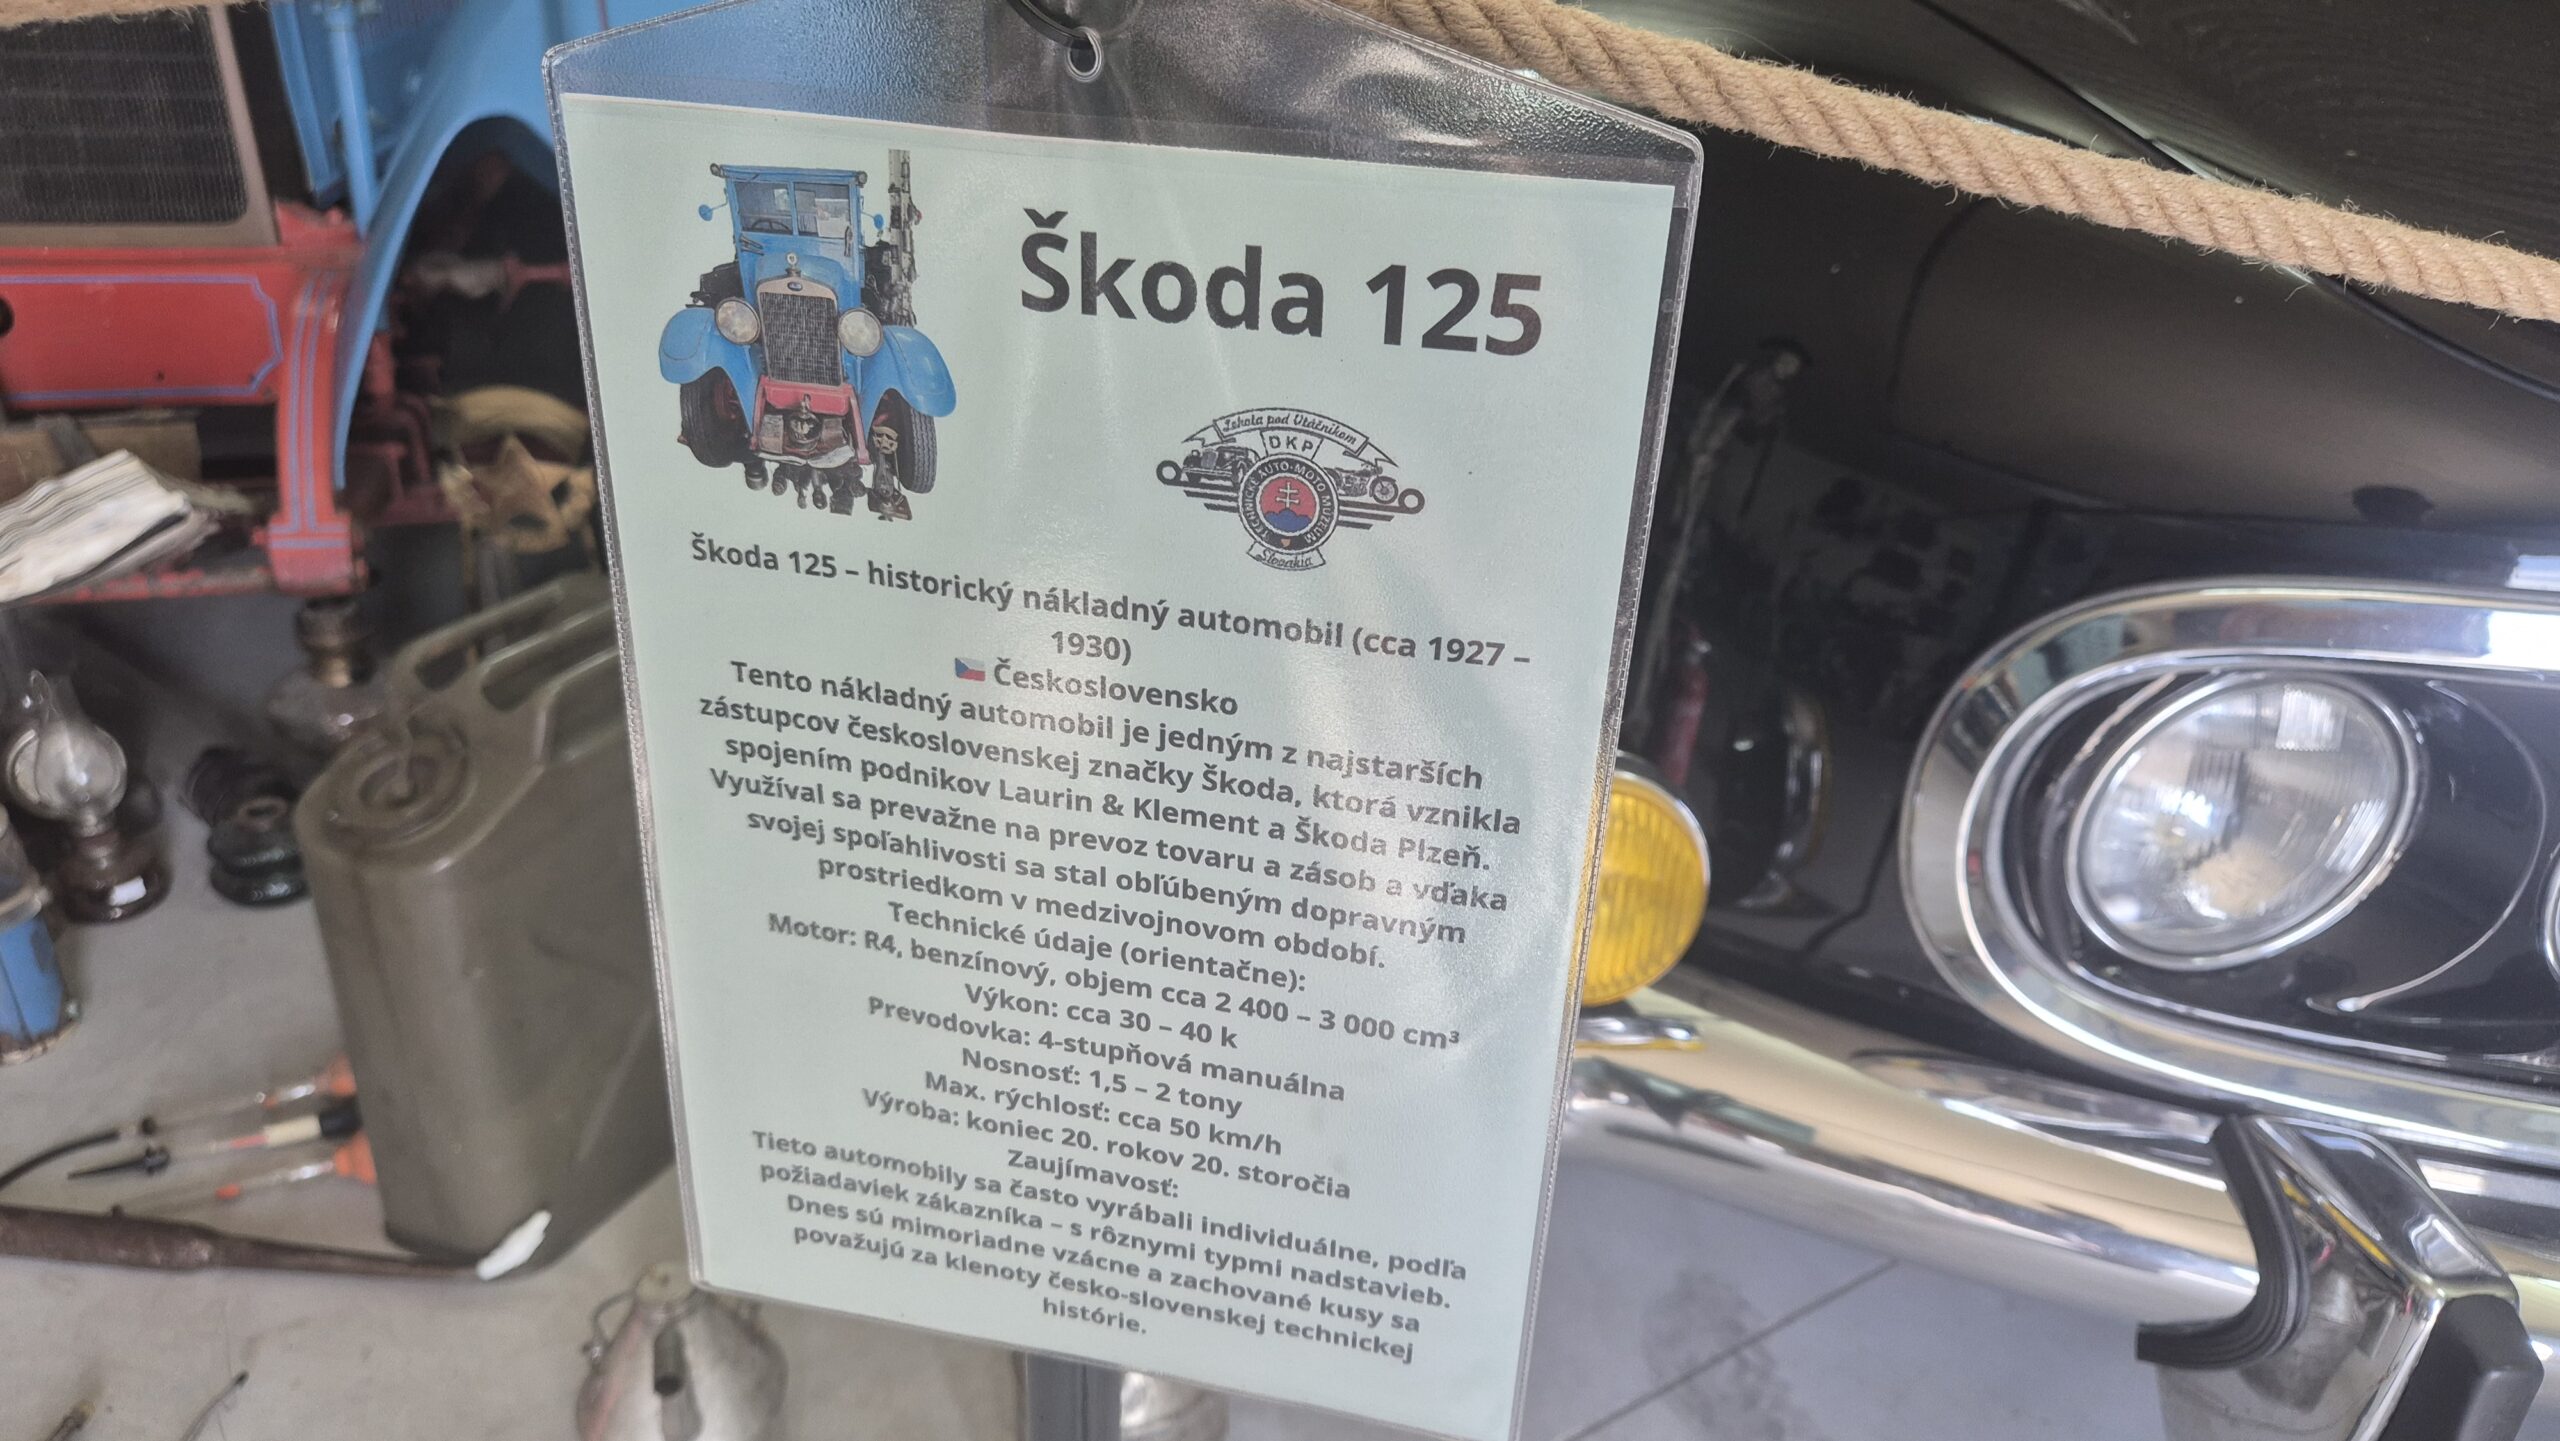 Škoda 125
Lehota pod Vtáčnikom
DKP
TECHNICKÉ AUTO-MOTO MUZEUM
Slovakia
Škoda 125 – historický nákladný automobil (cca 1927 –
1930)
🇨🇿 Československo
Tento nákladný automobil je jedným z najstarších
zástupcov československej značky Škoda, ktorá vznikla
spojením podnikov Laurin & Klement a Škoda Plzeň.
Využíval sa prevažne na prevoz tovaru a zásob a vďaka
svojej spoľahlivosti sa stal obľúbeným dopravným
prostriedkom v medzivojnovom období.
Technické údaje (orientačne):
Motor: R4, benzínový, objem cca 2 400 – 3 000 cm³
Výkon: cca 30 – 40 k
Prevodovka: 4-stupňová manuálna
Nosnosť: 1,5 – 2 tony
Max. rýchlosť: cca 50 km/h
Výroba: koniec 20. rokov 20. storočia
Zaujímavosť:
Tieto automobily sa často vyrábali individuálne, podľa
požiadaviek zákazníka – s rôznymi typmi nadstavieb.
Dnes sú mimoriadne vzácne a zachované kusy sa
považujú za klenoty česko-slovenskej technickej
histórie.